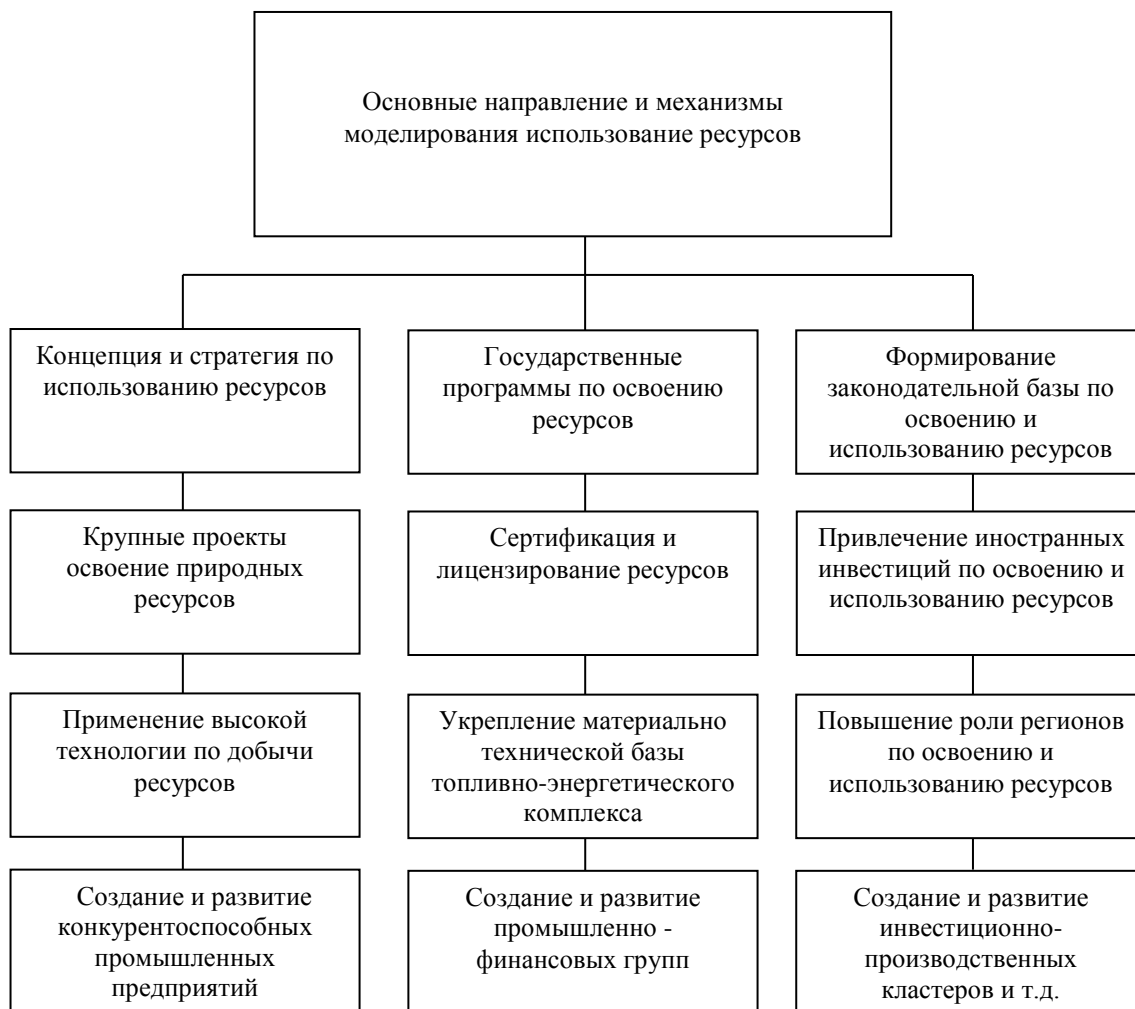 Основные направление и механизмы
моделирования использование ресурсов
Концепция и стратегия по
использованию ресурсов
Государственные
программы по освоению
ресурсов
Формирование
законодательной базы по
освоению и
использованию ресурсов
Крупные проекты
освоение природных
ресурсов
Сертификация и
лицензирование ресурсов
Привлечение иностранных
инвестиций по освоению и
использованию ресурсов
Применение высокой
технологии по добычи
ресурсов
Укрепление материально
технической базы
топливно-энергетического
комплекса
Повышение роли регионов
по освоению и
использованию ресурсов
Создание и развитие
конкурентоспособных
промышленных
предприятий
Создание и развитие
промышленно -
финансовых групп
Создание и развитие
инвестиционно-
производственных
кластеров и т.д.